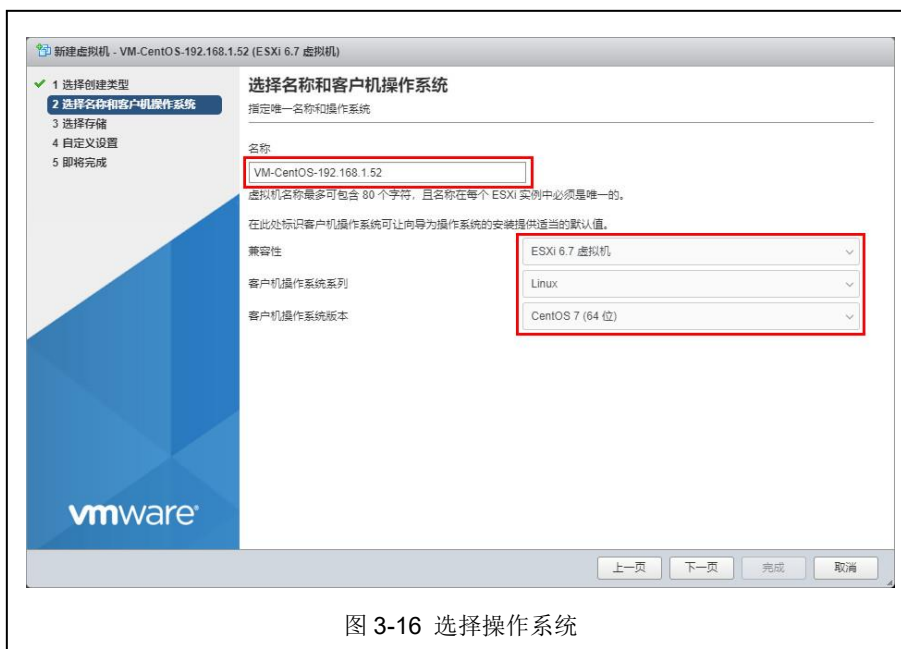 新建虚拟机 - VM-CentOS-192.168.1.52 (ESXi 6.7 虚拟机)
1 选择创建类型
2 选择名称和客户机操作系统
3 选择存储
4 自定义设置
5 即将完成
选择名称和客户机操作系统
指定唯一名称和操作系统
名称
VM-CentOS-192.168.1.52
虚拟机名称最多可包含 80 个字符，且名称在每个 ESXi 实例中必须是唯一的。
在此处标识客户机操作系统可让向导为操作系统的安装提供适当的默认值。
兼容性 ESXi 6.7 虚拟机
客户机操作系统系列 Linux
客户机操作系统版本 CentOS 7 (64 位)
vmware
上一页 下一页 完成 取消
图 3-16 选择操作系统